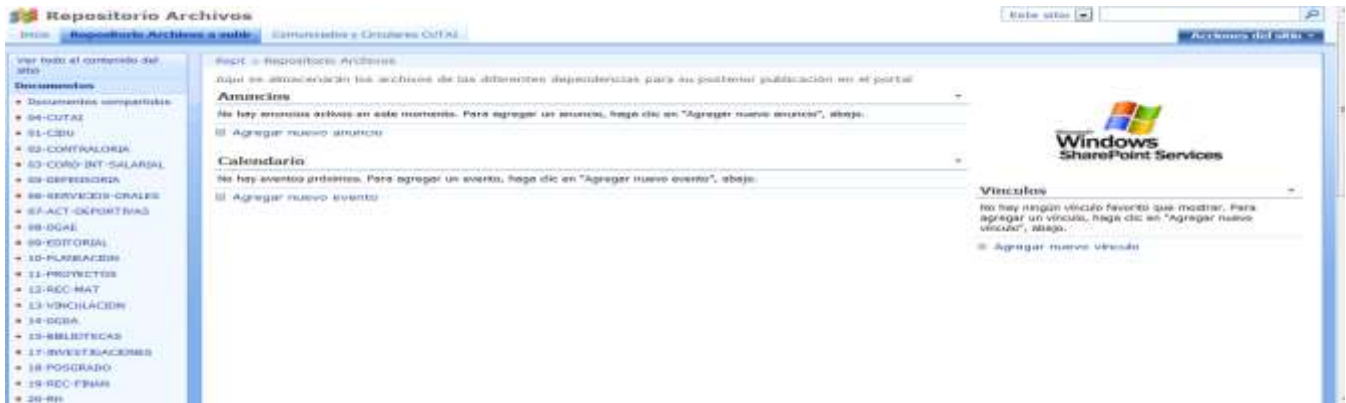 Repositorio Archivos
Este sitio
Inicio
Repositorio Archivos a subir
Comunicados y Circulares CUTAI
Acciones del sitio
Ver todo el contenido del
sitio
Documentos
Documentos compartidos
04-CUTAI
01-CIDU
02-CONTRALORIA
03-CORO-INT-SALARIAL
05-DEFENSORIA
06-SERVICIOS-GRALES
07-ACT-DEPORTIVAS
08-DGAE
09-EDITORIAL
10-PLANEACION
11-PROYECTOS
12-REC-MAT
13-VINCULACION
14-DGBA
15-BIBLIOTECAS
17-INVESTIGACIONES
18-POSGRADO
19-REC-FINAN
20-RH
> Repositorio Archivos
Aquí se almacenarán los archivos de las diferentes dependencias para su posterior publicación en el portal
Anuncios
No hay anuncios activos en este momento. Para agregar un anuncio, haga clic en "Agregar nuevo anuncio", abajo.
Agregar nuevo anuncio
Calendario
No hay eventos próximos. Para agregar un evento, haga clic en "Agregar nuevo evento", abajo.
Agregar nuevo evento
Windows
SharePoint Services
Vínculos
No hay ningún vínculo favorito que mostrar. Para
agregar un vínculo, haga clic en "Agregar nuevo
vínculo", abajo.
Agregar nuevo vínculo